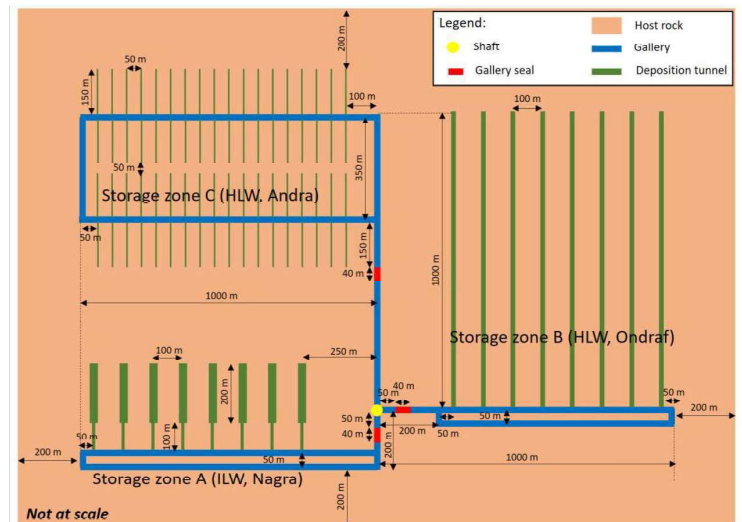 Legend:
Host rock
Shaft
Gallery
Gallery seal
Deposition tunnel
200 m
50 m
150 m
100 m
100 m
350 m
50 m
Storage zone C (HLW, Andra)
50 m
150 m
40 m
1000 m
1000 m
Storage zone B (HLW, Ondraf)
100 m
250 m
200 m
50 m
40 m
50 m
50 m
40 m
50 m
200 m
50 m
200 m
50 m
100 m
200 m
50 m
200 m
1000 m
Storage zone A (ILW, Nagra)
200 m
Not at scale